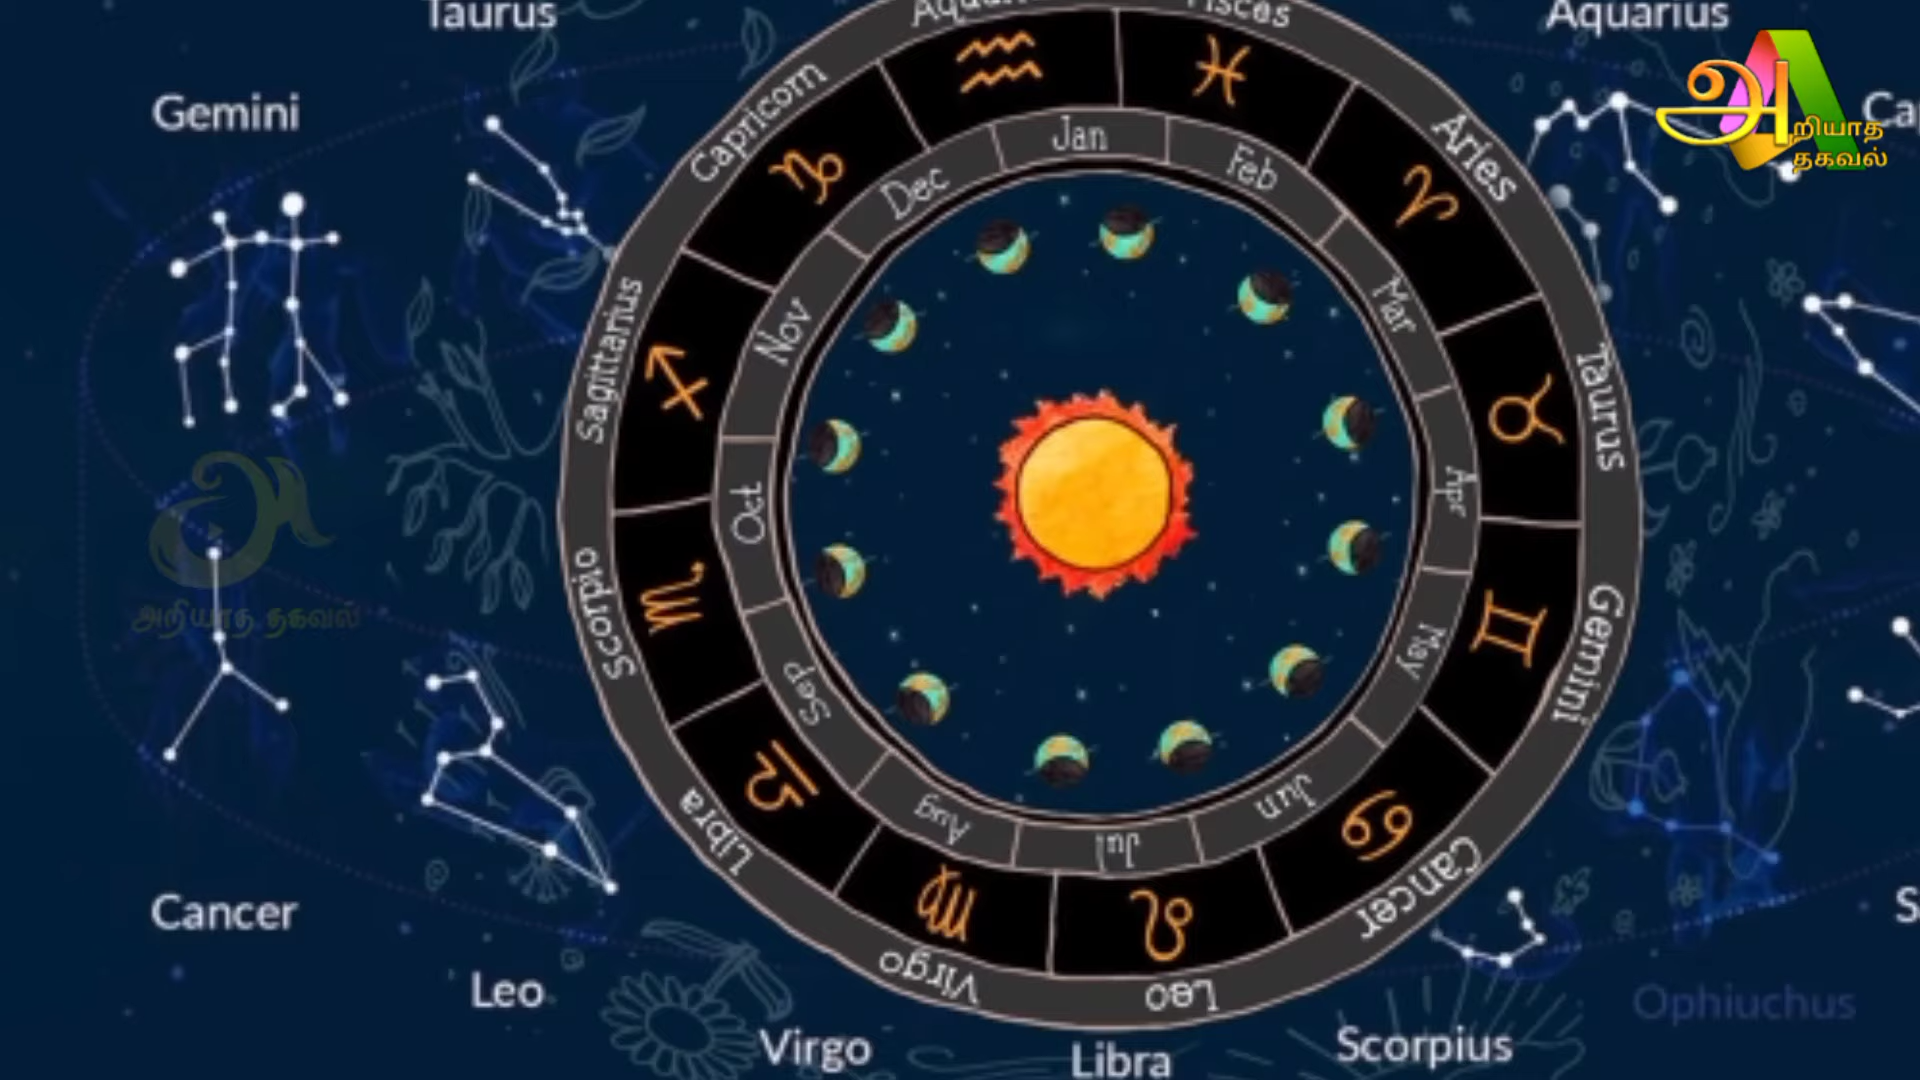 Taurus
Aquarius
Gemini
Pisces
Capricorn
Aries
Sagittarius
Taurus
Scorpio
Gemini
Libra
Cancer
Virgo
Leo
Jan
Feb
Mar
Apr
May
Jun
Jul
Aug
Sep
Oct
Nov
Dec
அறியாத
தகவல்
அறியாத தகவல்
Cancer
Leo
Virgo
Libra
Scorpius
Ophiuchus